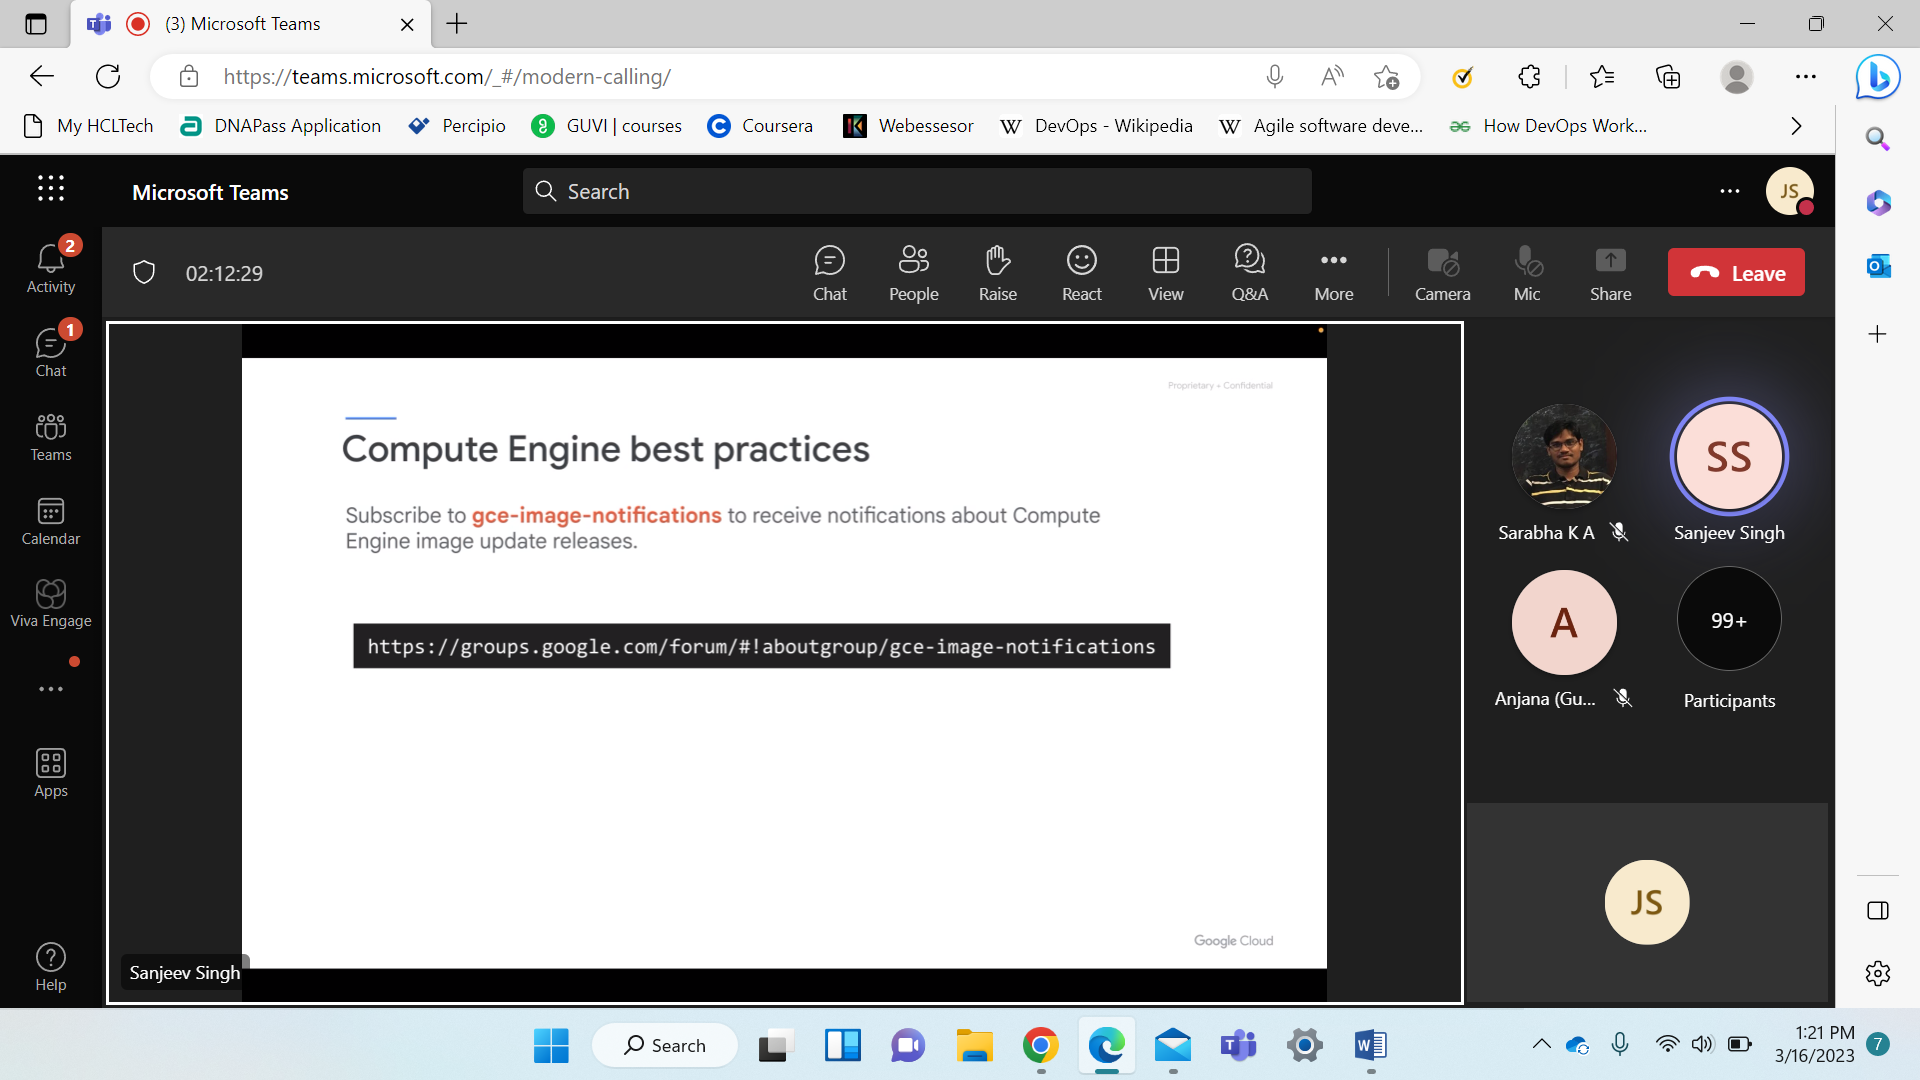 (3) Microsoft Teams
https://teams.microsoft.com/_#/modern-calling/
My HCLTech DNAPass Application Percipio GUVI | courses Coursera Webessesor DevOps - Wikipedia Agile software deve... How DevOps Work...
Microsoft Teams
Search
JS
02:12:29
Chat People Raise React View Q&A More Camera Mic Share Leave
2
Activity
1
Chat
Teams
Calendar
Viva Engage
Apps
Help
Proprietary + Confidential
Compute Engine best practices
Subscribe to gce-image-notifications to receive notifications about Compute
Engine image update releases.
https://groups.google.com/forum/#!aboutgroup/gce-image-notifications
Google Cloud
Sanjeev Singh
SS
Sarabha K A Sanjeev Singh
A 99+
Anjana (Gu... Participants
JS
Search
1:21 PM
3/16/2023
7